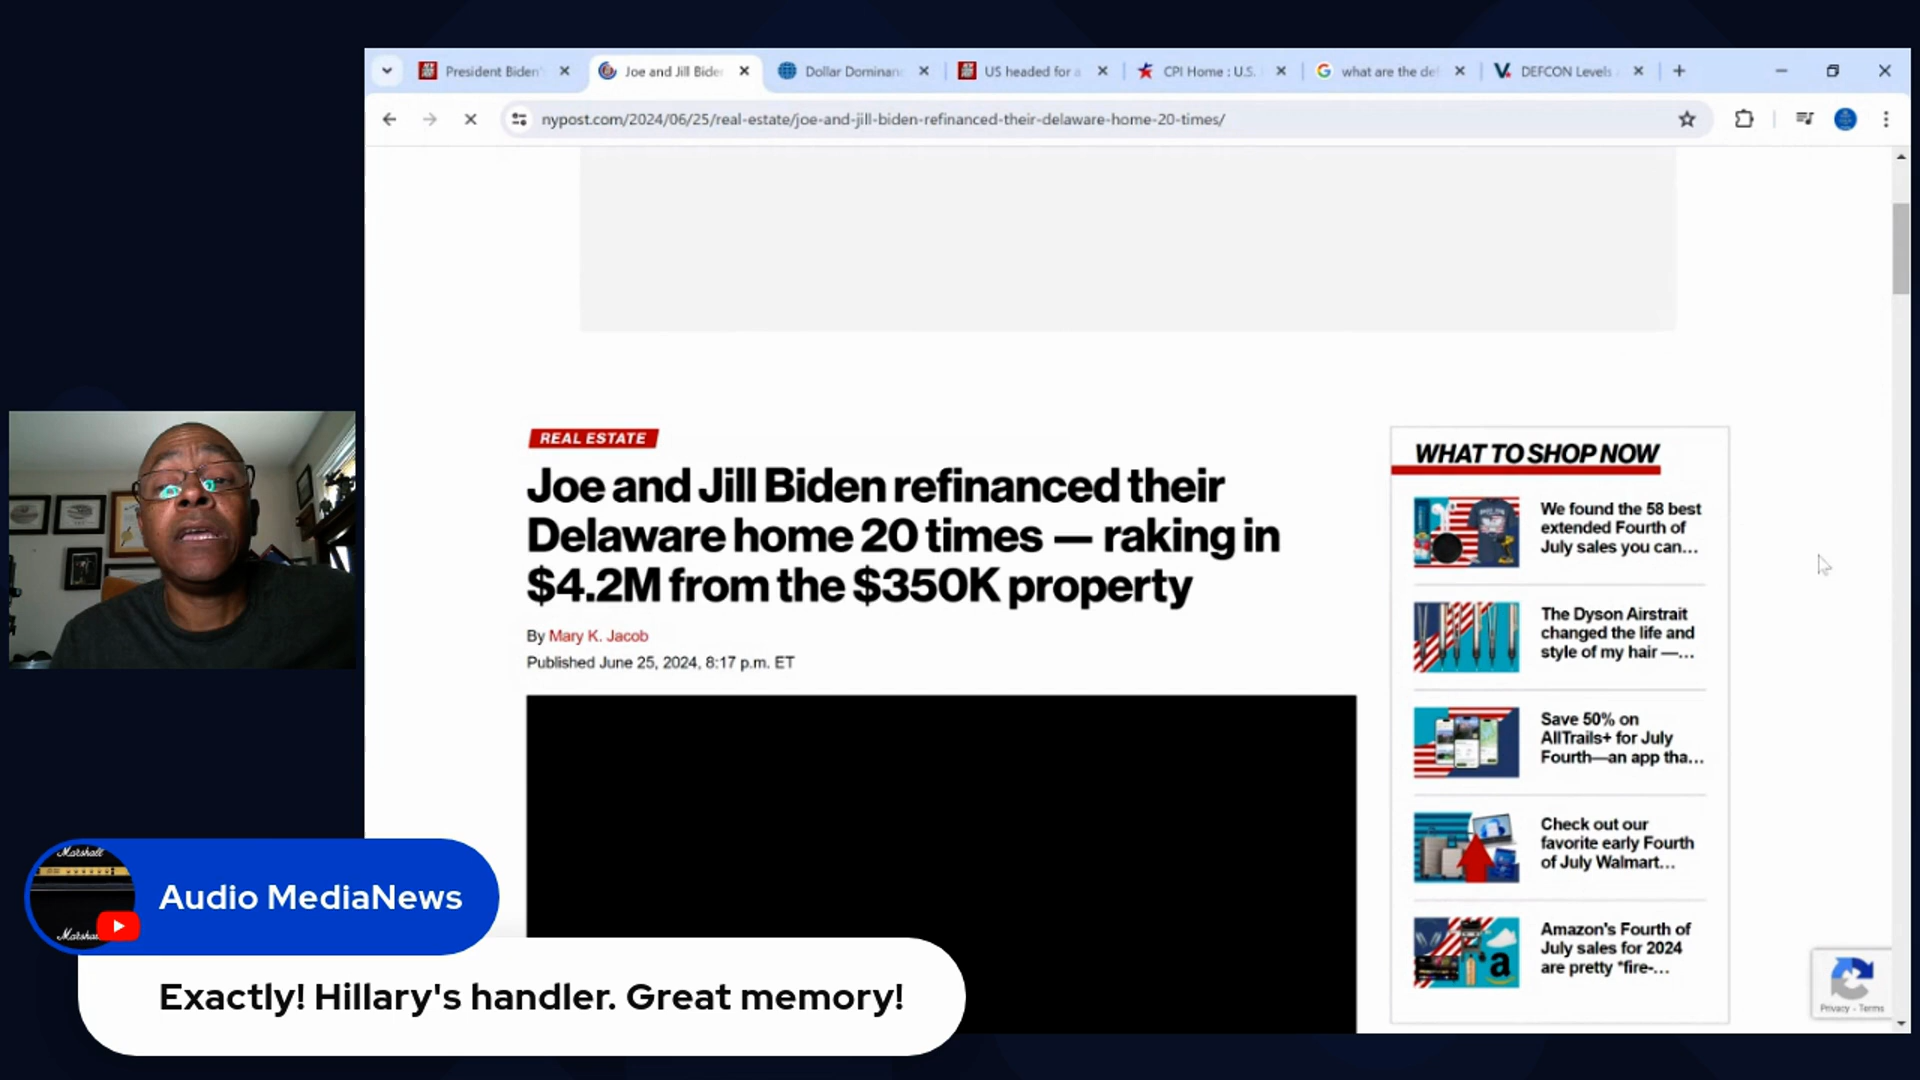 President Biden'
Joe and Jill Biden
Dollar Dominanc
US headed for a
CPI Home : U.S.
what are the def
DEFCON Levels
nypost.com/2024/06/25/real-estate/joe-and-jill-biden-refinanced-their-delaware-home-20-times/
REAL ESTATE
Joe and Jill Biden refinanced their
Delaware home 20 times — raking in
$4.2M from the $350K property
By Mary K. Jacob
Published June 25, 2024, 8:17 p.m. ET
WHAT TO SHOP NOW
We found the 58 best
extended Fourth of
July sales you can...
The Dyson Airstrait
changed the life and
style of my hair —...
Save 50% on
AllTrails+ for July
Fourth—an app tha...
Check out our
favorite early Fourth
of July Walmart...
Amazon's Fourth of
July sales for 2024
are pretty *fire-...
Privacy - Terms
Marshall
Audio MediaNews
Exactly! Hillary's handler. Great memory!